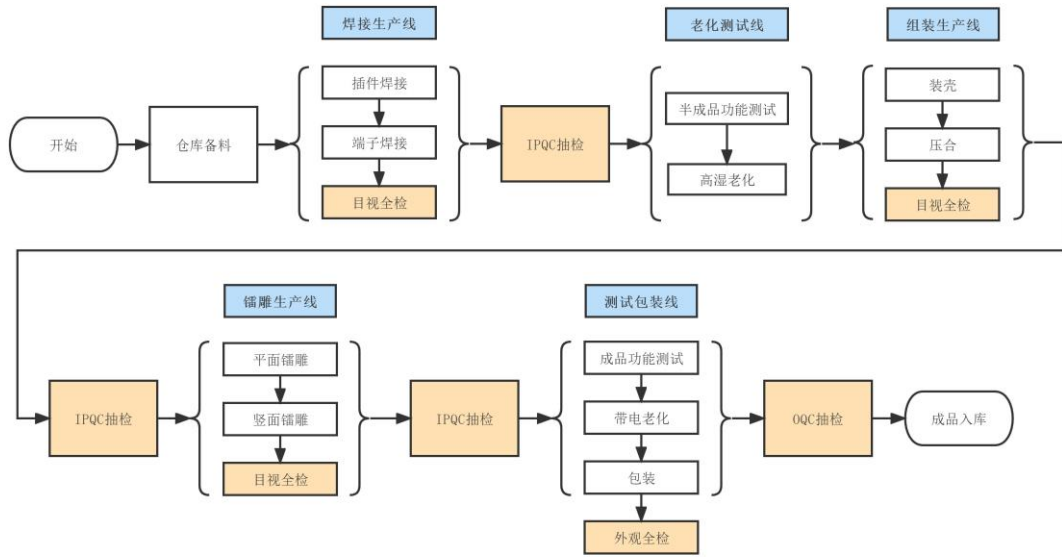 焊接生产线
老化测试线
组装生产线
开始
仓库备料
插件焊接
端子焊接
目视全检
IPQC抽检
半成品功能测试
高湿老化
装壳
压合
目视全检
镭雕生产线
测试包装线
IPQC抽检
平面镭雕
竖面镭雕
目视全检
IPQC抽检
成品功能测试
带电老化
包装
外观全检
OQC抽检
成品入库